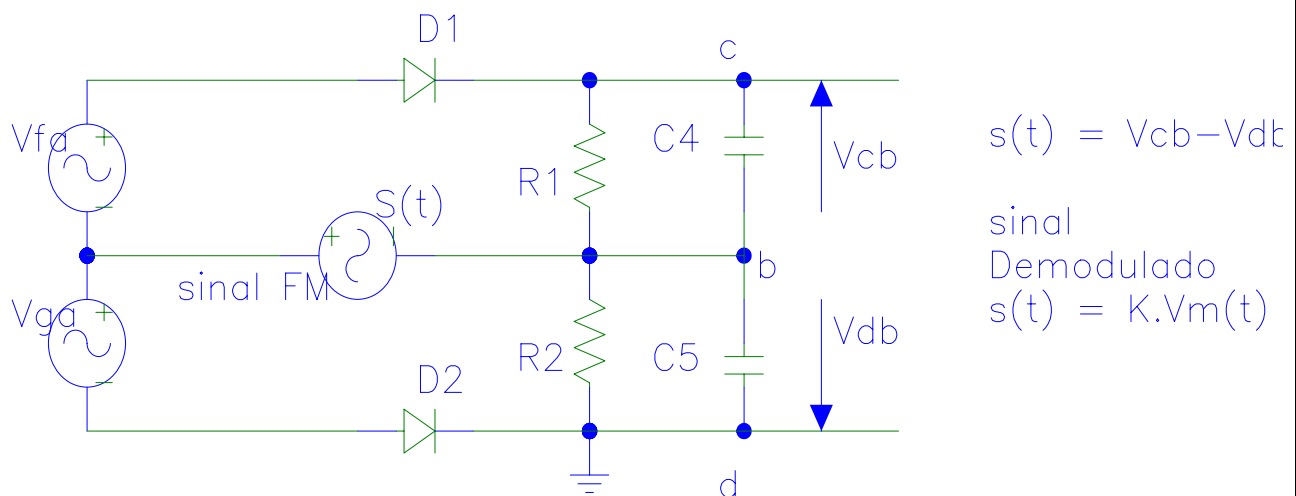 D1
c
Vfa
C4
Vcb
s(t) = Vcb-Vdb
R1
S(t)
sinal
b
Demodulado
sinal FM
s(t) = K.Vm(t)
Vga
Vdb
R2
C5
D2
d